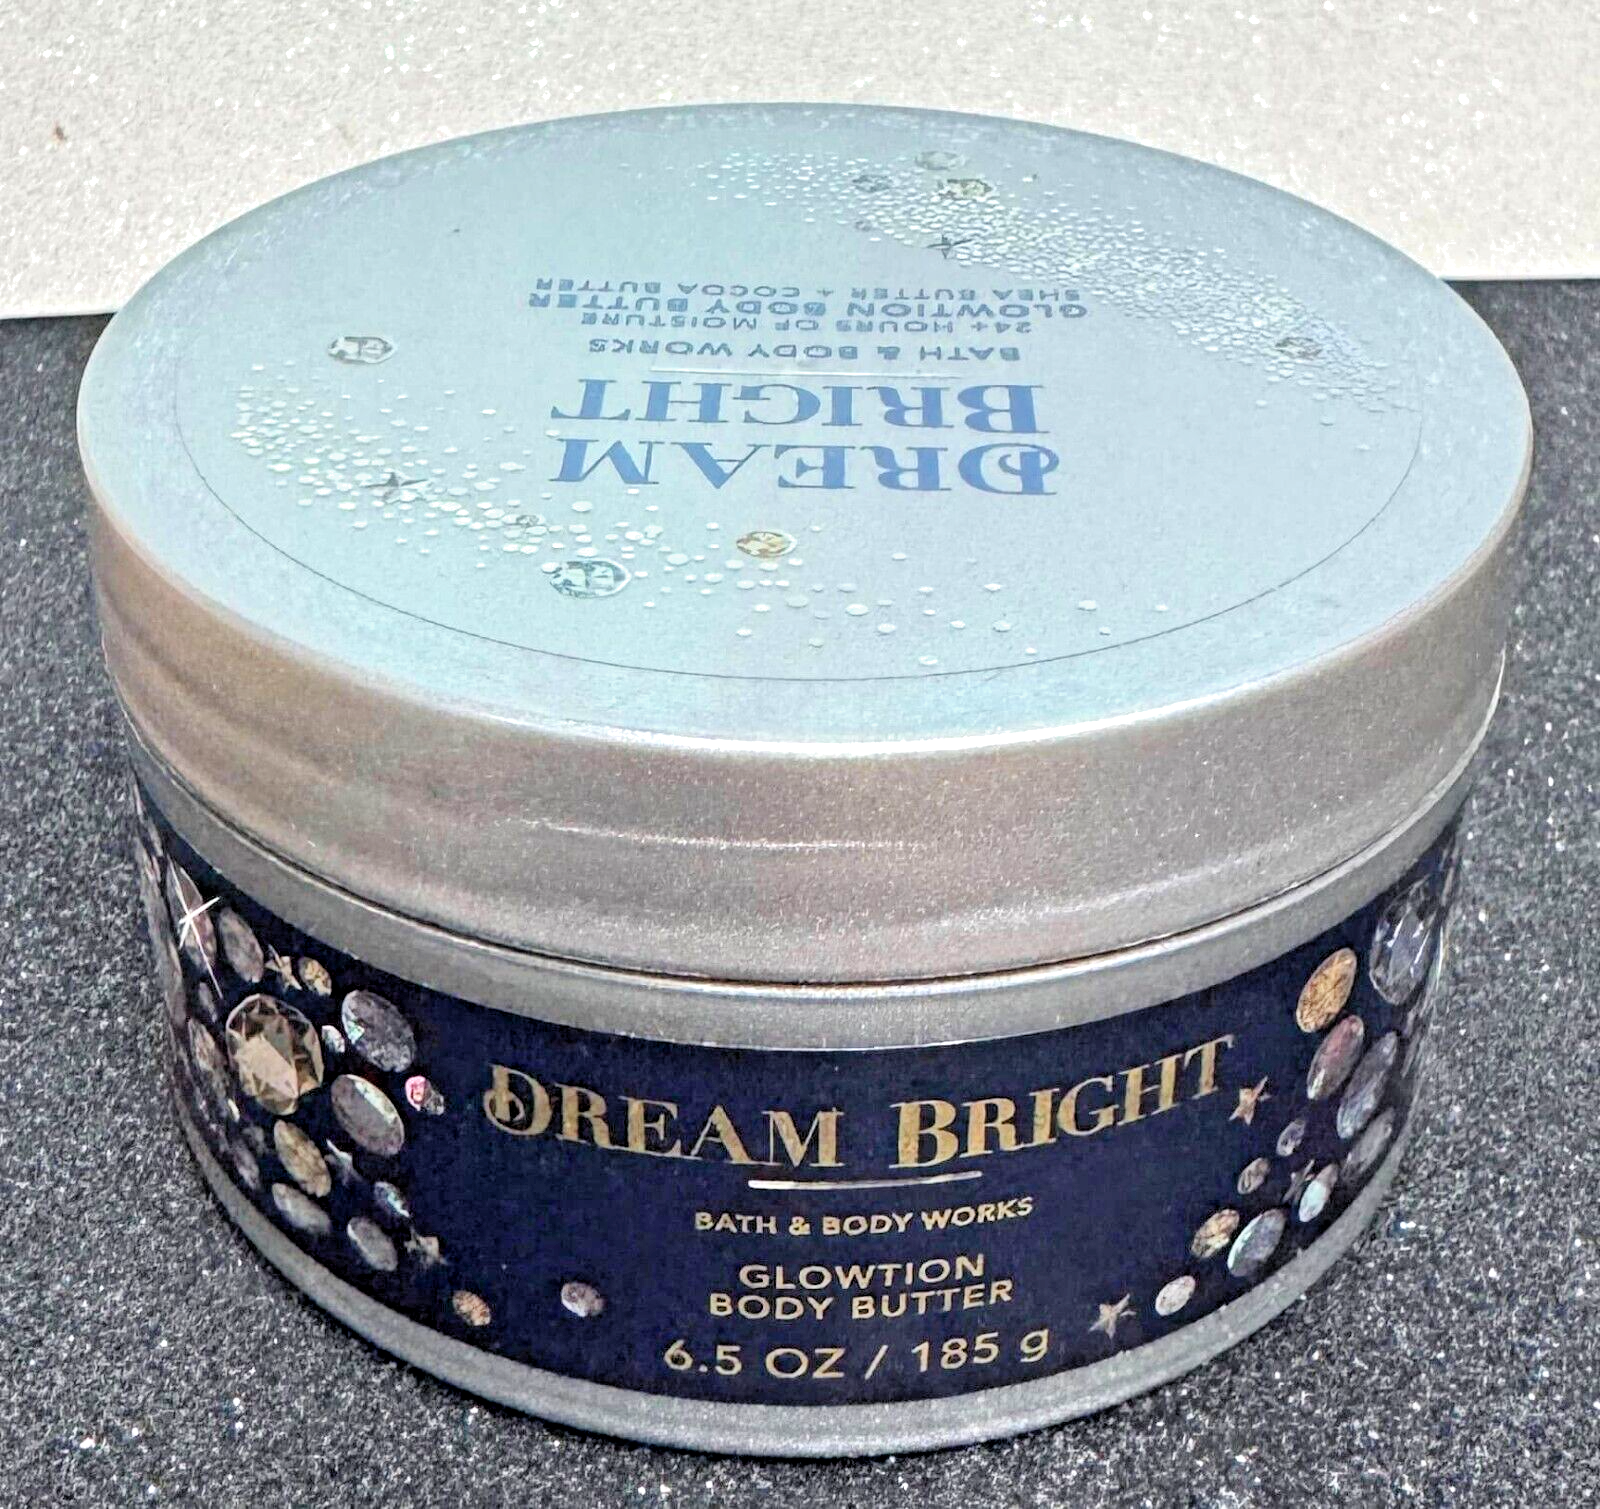 DREAM
BRIGHT
BATH & BODY WORKS
24+ HOURS OF MOISTURE
GLOWTION BODY BUTTER
SHEA BUTTER + COCOA BUTTER
DREAM BRIGHT
BATH & BODY WORKS
GLOWTION
BODY BUTTER
6.5 OZ / 185 g